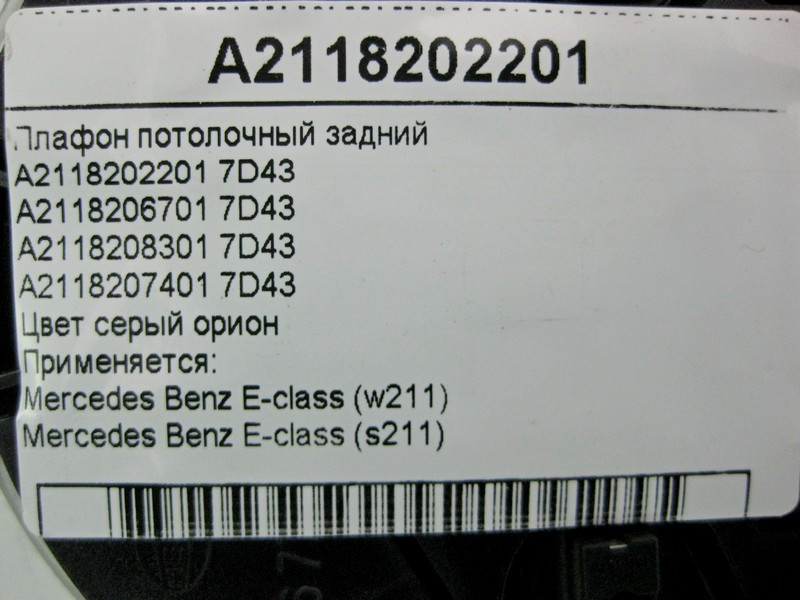 A2118202201
Плафон потолочный задний
A2118202201 7D43
A2118206701 7D43
A2118208301 7D43
A2118207401 7D43
Цвет серый орион
Применяется:
Mercedes Benz E-class (w211)
Mercedes Benz E-class (s211)
67